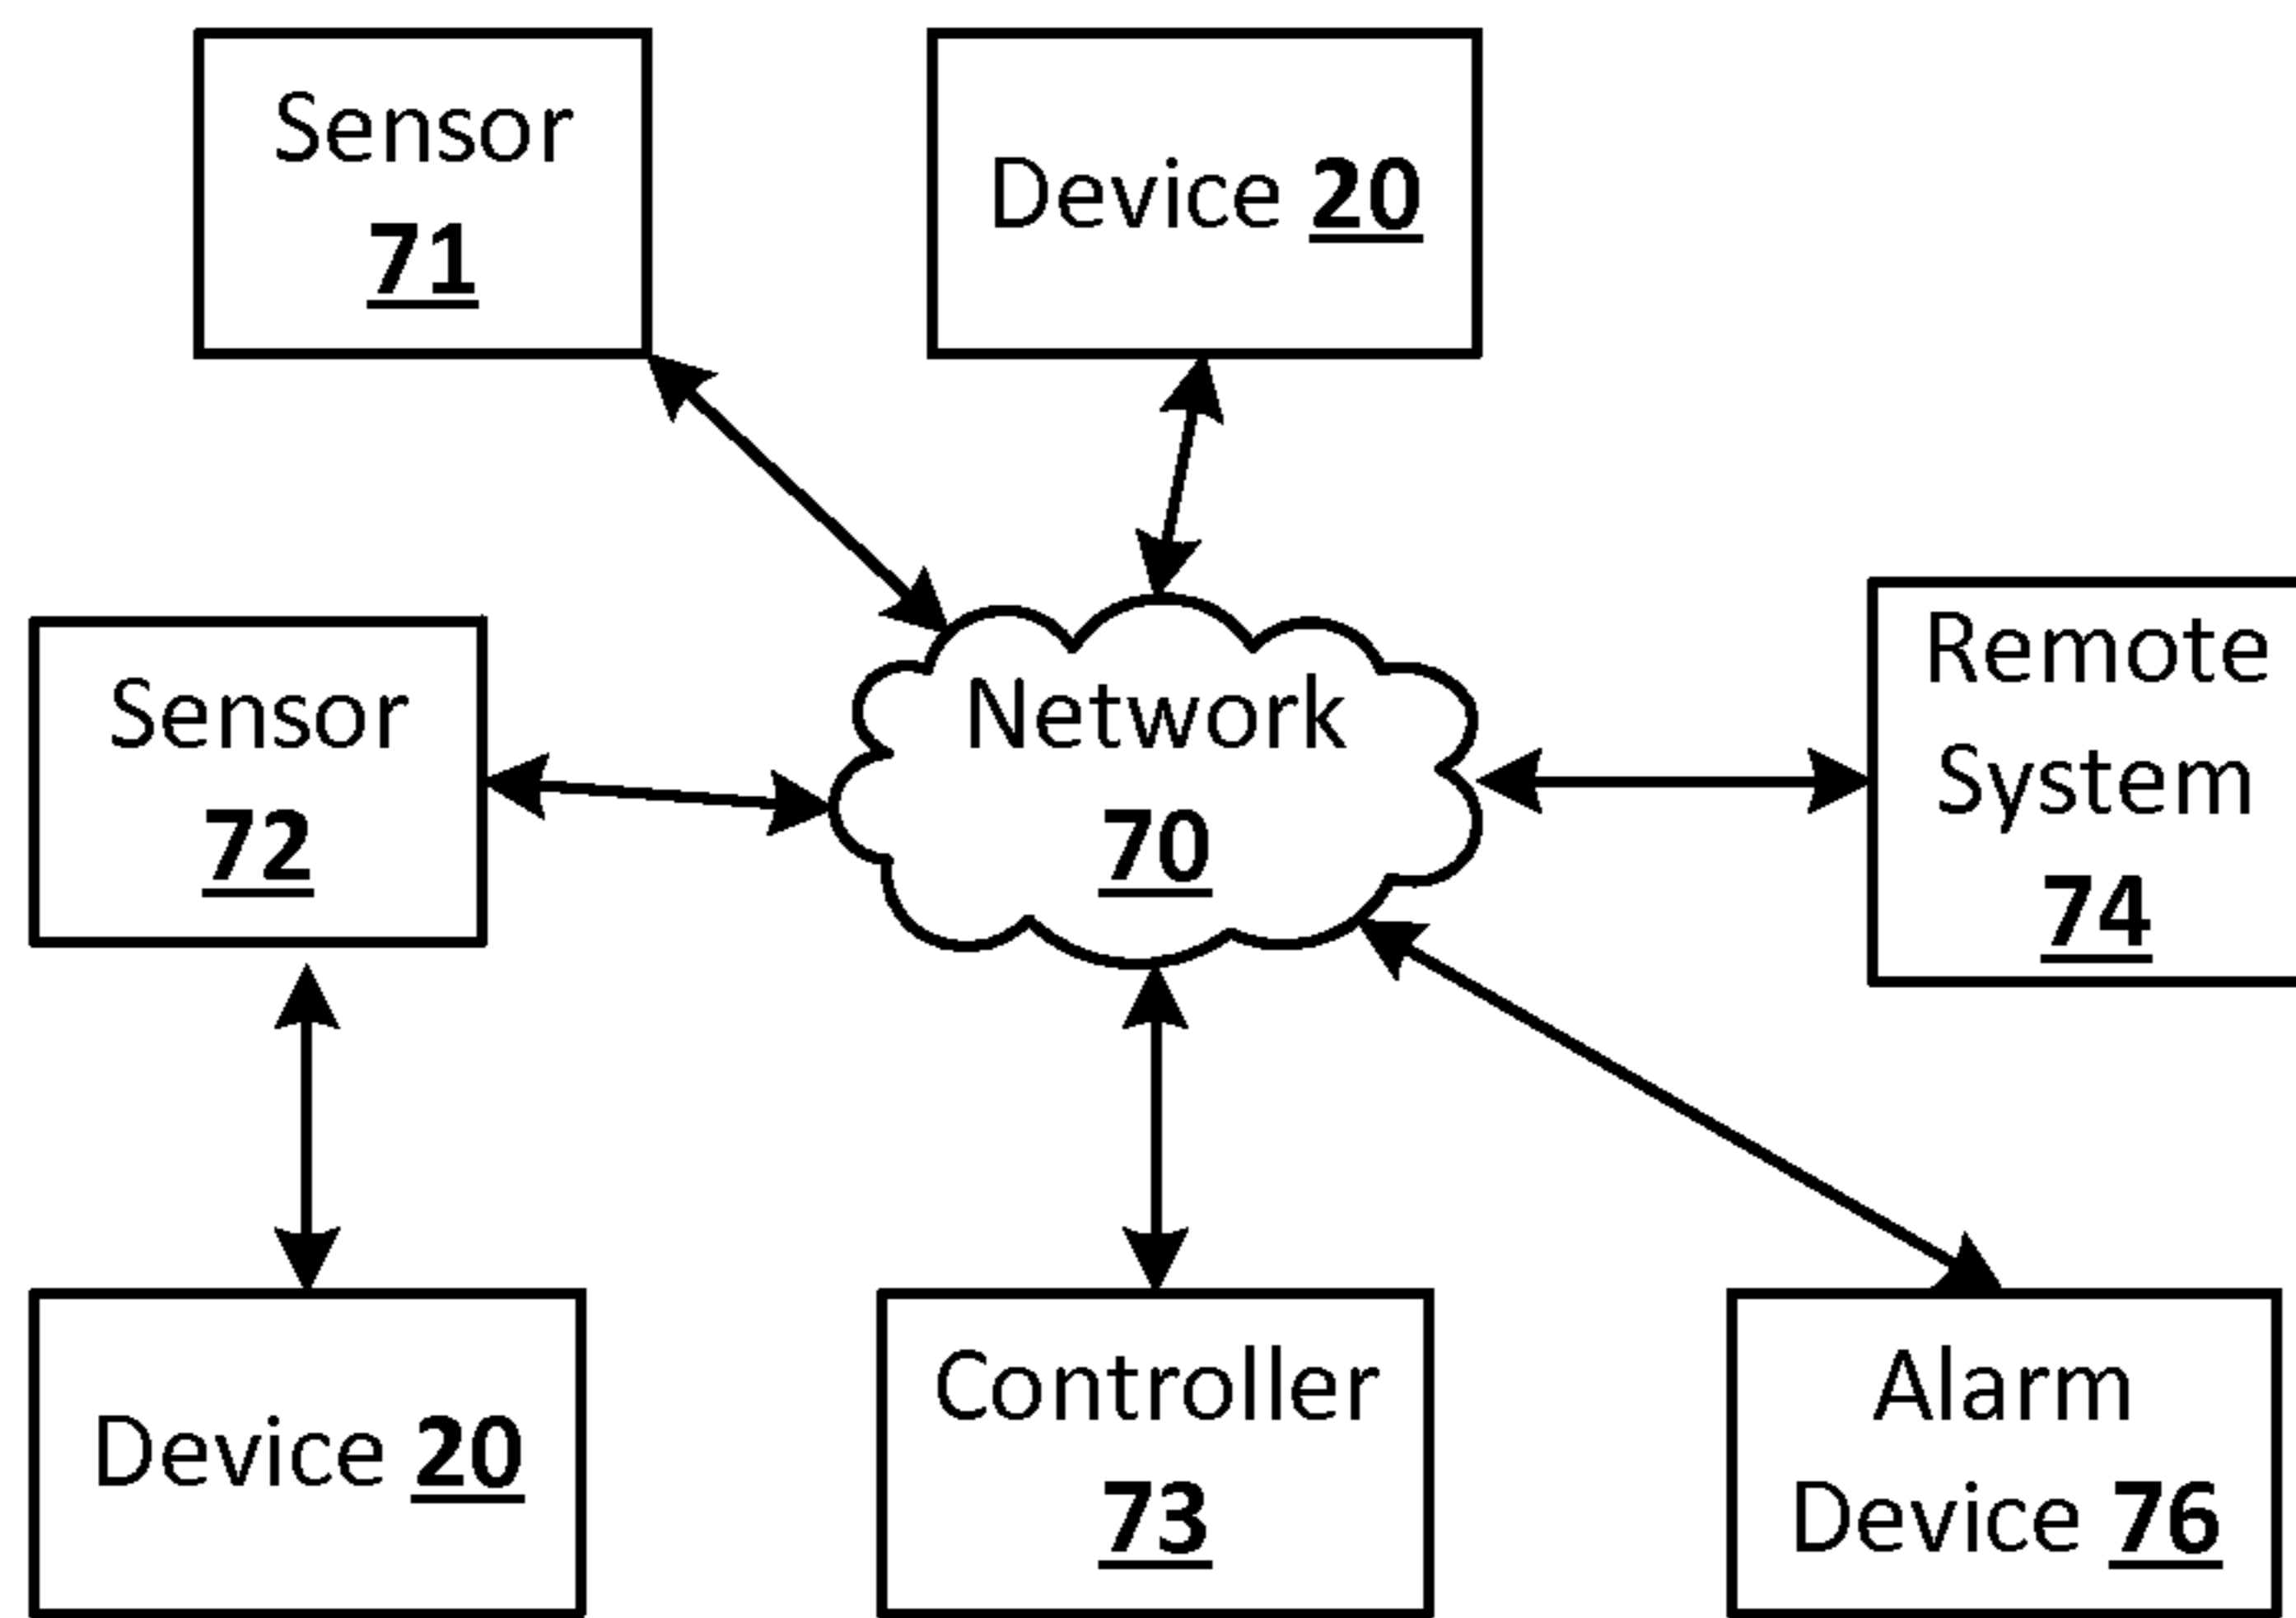 Sensor
71
Device 20
Sensor
72
Network
70
Remote
System
74
Device 20
Controller
73
Alarm
Device 76